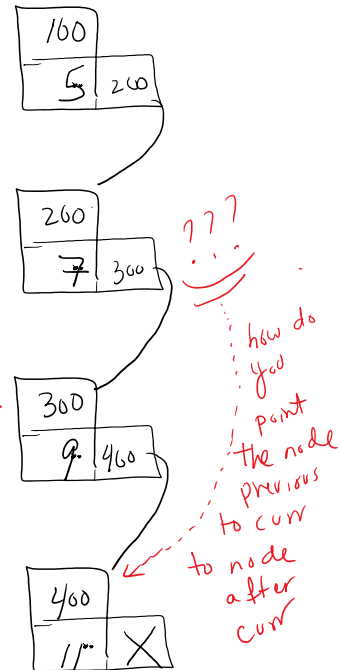 100
5 200
200
7 300
???
how do
you
point
the node
previous
to curr
to node
after
curr
300
9 400
400
11 X